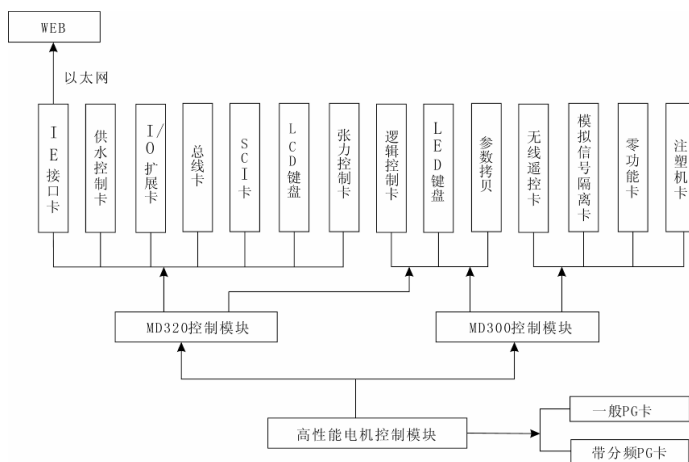 WEB
以太网
IE接口卡
供水控制卡
I/O扩展卡
总线卡
SCI卡
LCD键盘
张力控制卡
逻辑控制卡
LED键盘
参数拷贝
无线遥控卡
模拟信号隔离卡
零功能卡
注塑机卡
MD320控制模块
MD300控制模块
一般PG卡
高性能电机控制模块
带分频PG卡